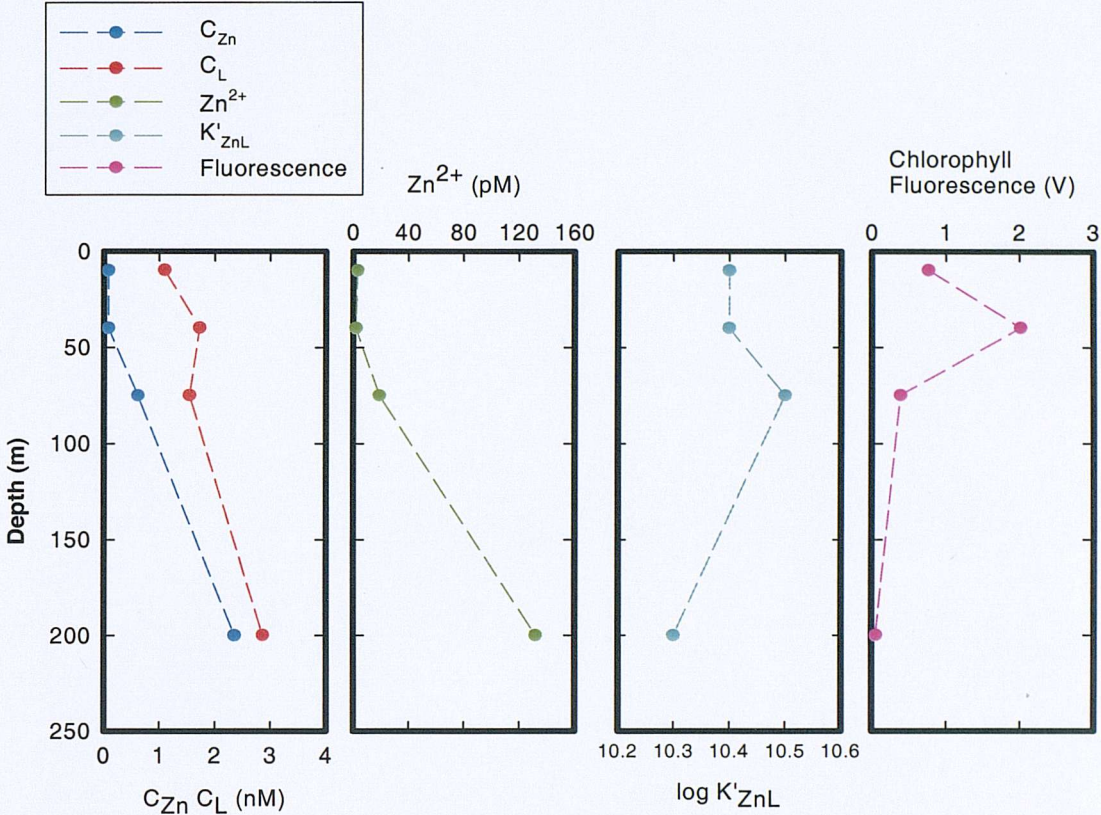 C_Zn
C_L
Zn²⁺
K'_ZnL
Fluorescence
Zn²⁺ (pM)
Chlorophyll
Fluorescence (V)
0 40 80 120 160
0 1 2 3
0
50
100
150
200
250
Depth (m)
0 1 2 3 4
10.2 10.3 10.4 10.5 10.6
C_Zn C_L (nM)
log K'_ZnL